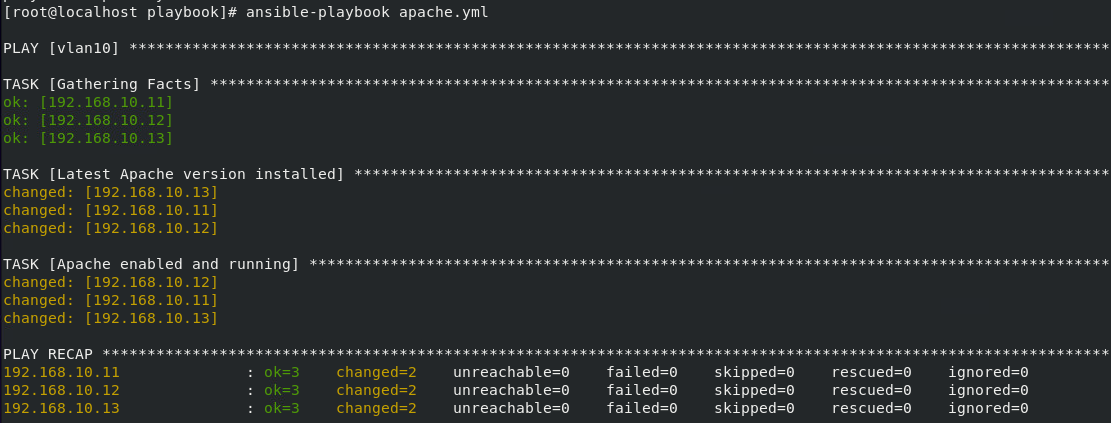 [root@localhost playbook]# ansible-playbook apache.yml
PLAY [vlan10] *************************************************************************************************************
TASK [Gathering Facts] ****************************************************************************************************
ok: [192.168.10.11]
ok: [192.168.10.12]
ok: [192.168.10.13]
TASK [Latest Apache version installed] ************************************************************************************
changed: [192.168.10.13]
changed: [192.168.10.11]
changed: [192.168.10.12]
TASK [Apache enabled and running] *****************************************************************************************
changed: [192.168.10.12]
changed: [192.168.10.11]
changed: [192.168.10.13]
PLAY RECAP ****************************************************************************************************************
192.168.10.11              : ok=3    changed=2    unreachable=0    failed=0    skipped=0    rescued=0    ignored=0
192.168.10.12              : ok=3    changed=2    unreachable=0    failed=0    skipped=0    rescued=0    ignored=0
192.168.10.13              : ok=3    changed=2    unreachable=0    failed=0    skipped=0    rescued=0    ignored=0